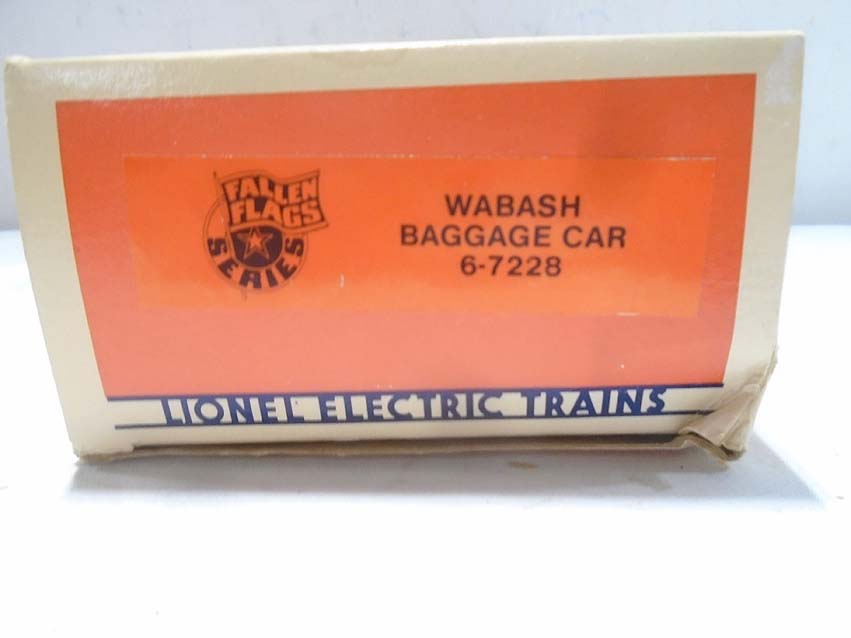 FALLEN
FLAGS
SERIES
WABASH
BAGGAGE CAR
6-7228
LIONEL ELECTRIC TRAINS